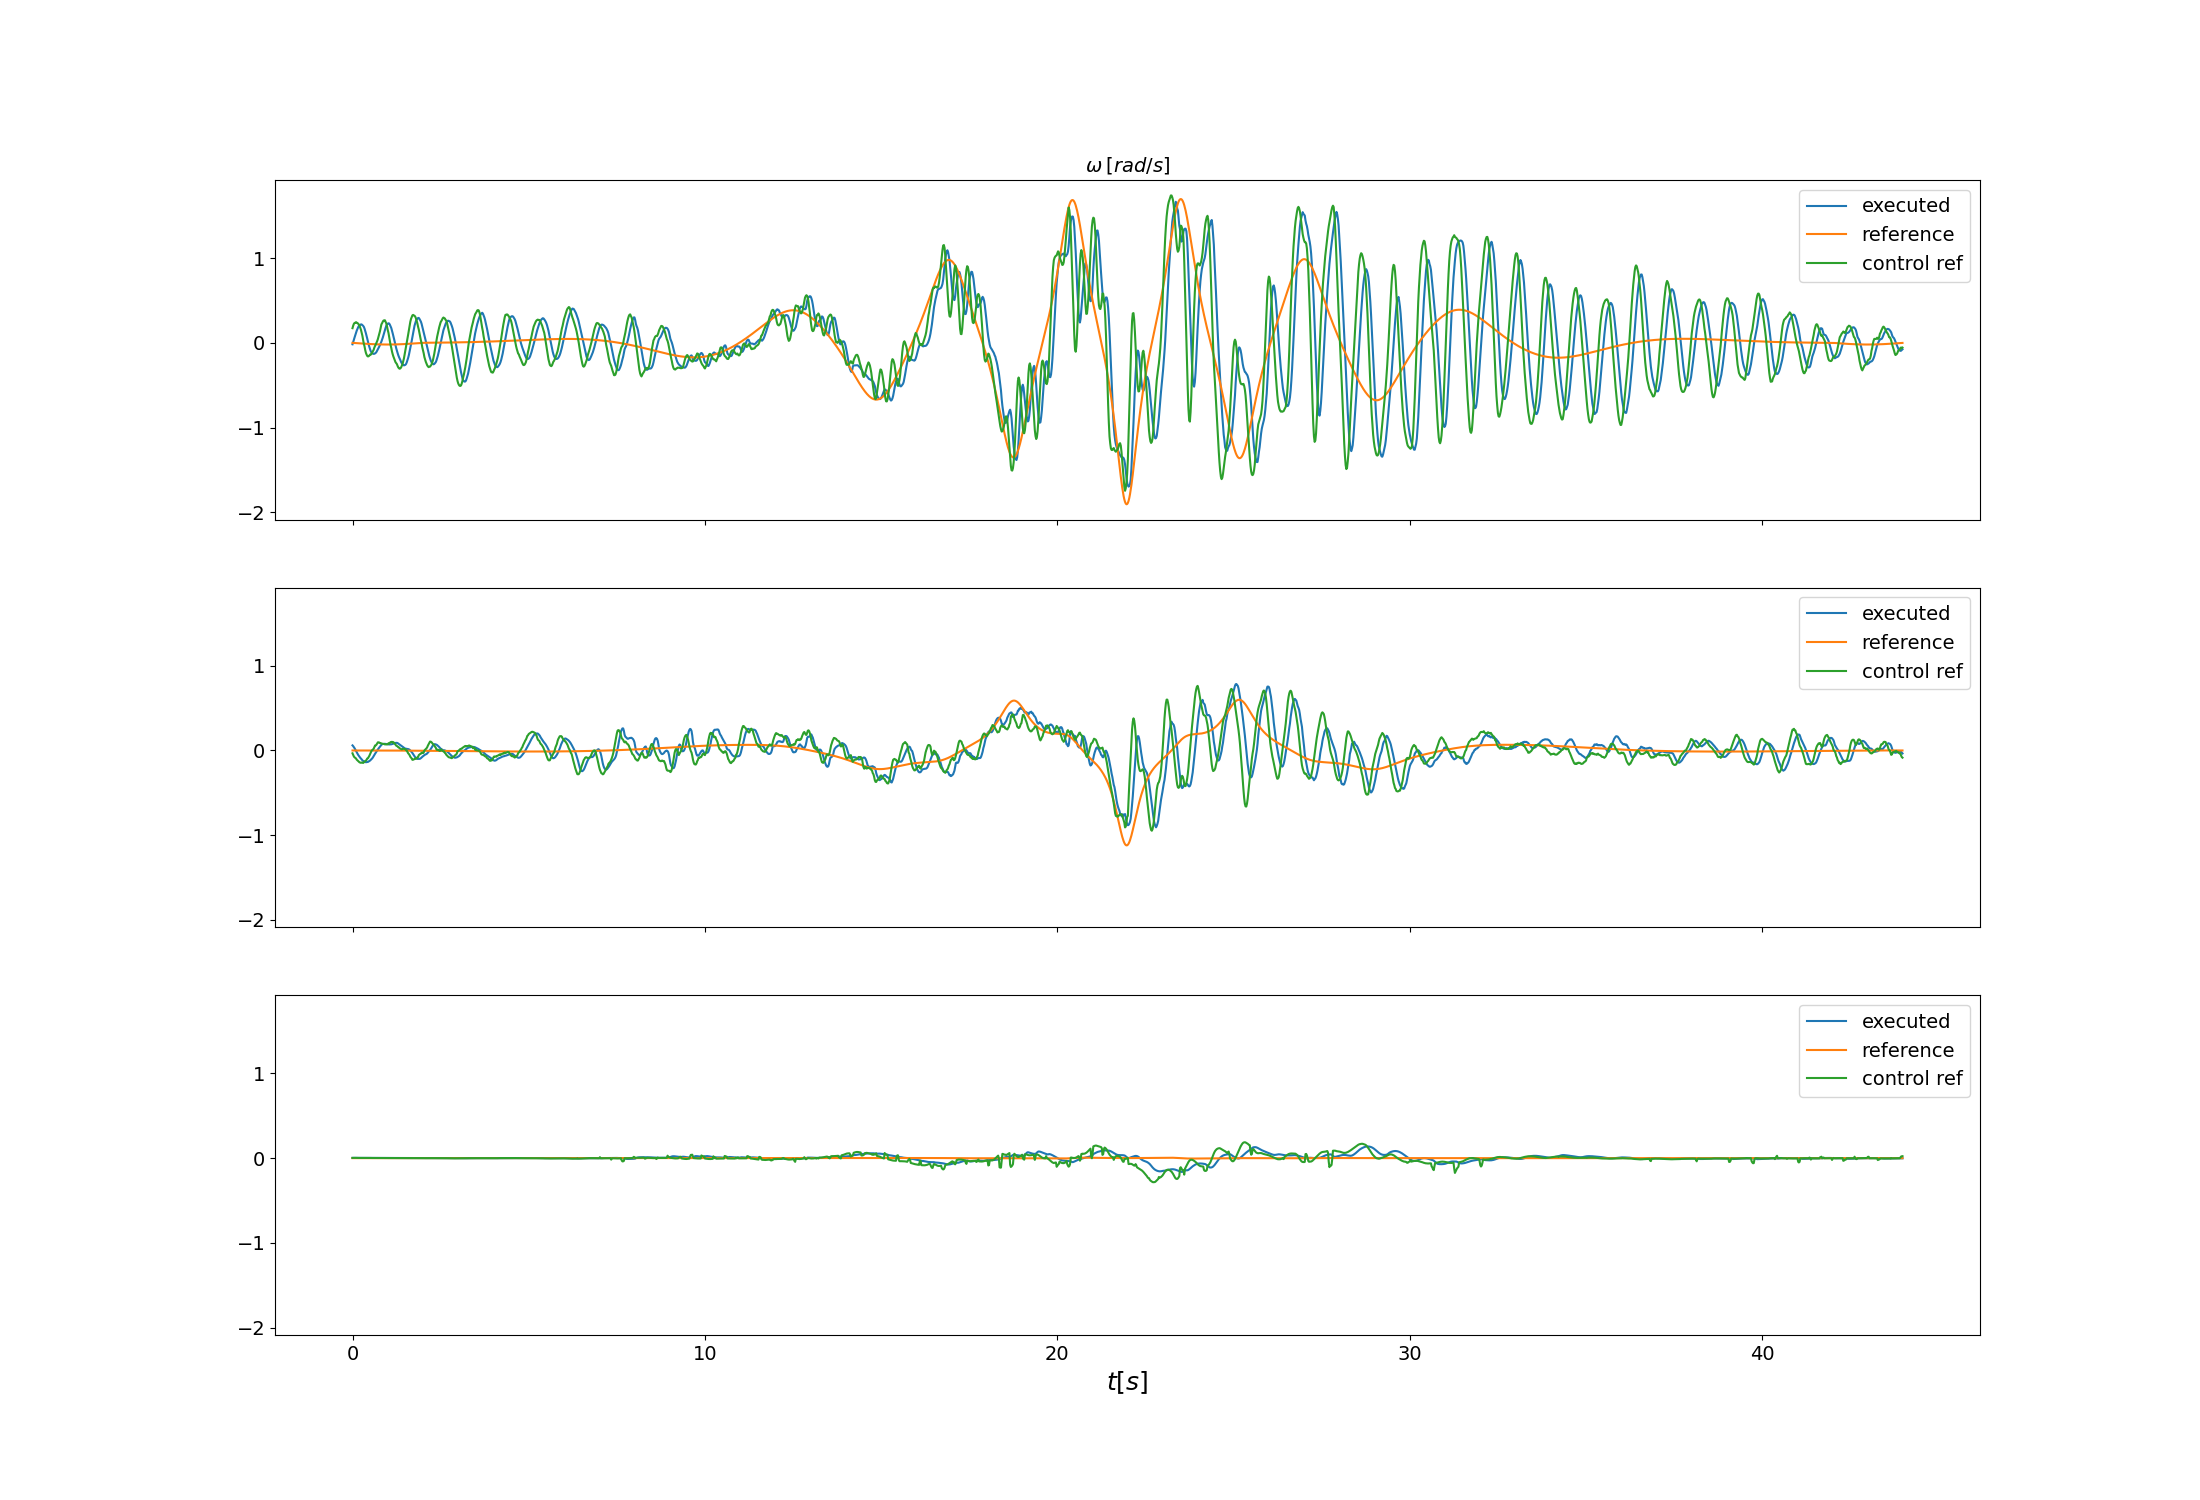 ω [rad/s]
1
0
−1
−2
executed
reference
control ref
1
0
−1
−2
executed
reference
control ref
1
0
−1
−2
executed
reference
control ref
0 10 20 30 40
t[s]